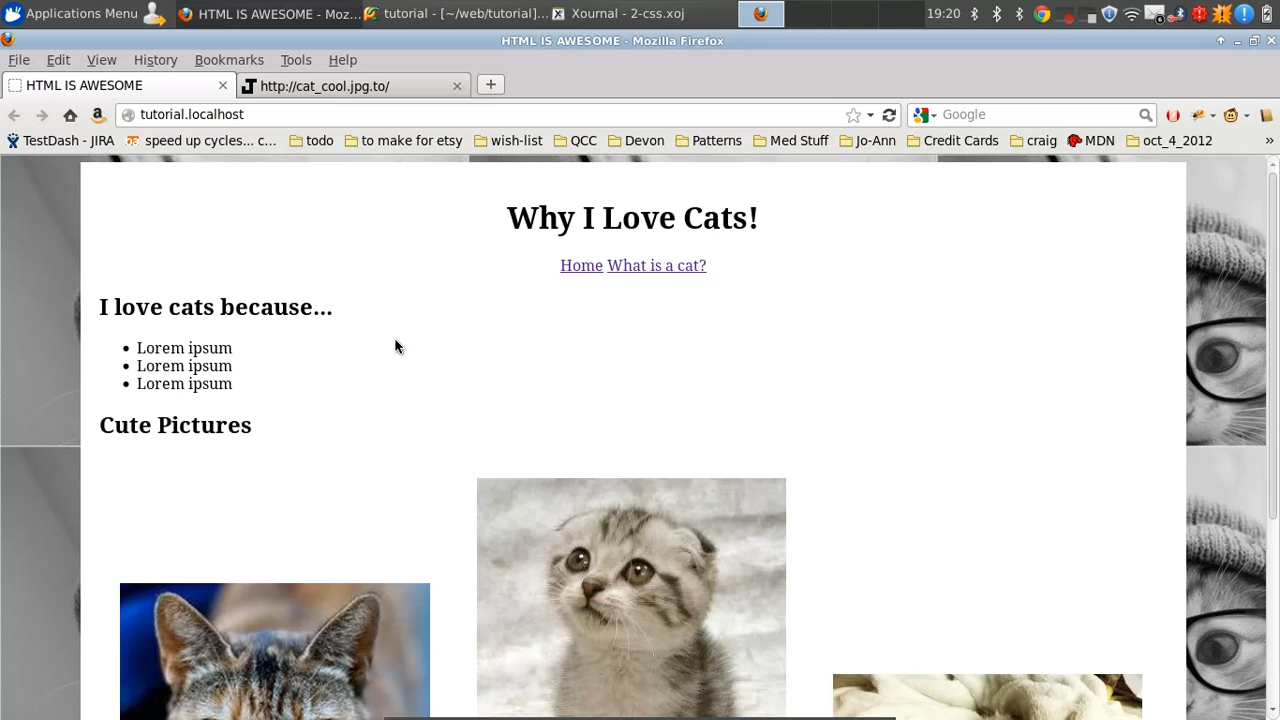 Applications Menu HTML IS AWESOME - Moz... tutorial - [~/web/tutorial]... Xournal - 2-css.xoj 19:20
HTML IS AWESOME - Mozilla Firefox
File Edit View History Bookmarks Tools Help
HTML IS AWESOME http://cat_cool.jpg.to/
tutorial.localhost Google
TestDash - JIRA speed up cycles... c... todo to make for etsy wish-list QCC Devon Patterns Med Stuff Jo-Ann Credit Cards craig MDN oct_4_2012 »
Why I Love Cats!
Home What is a cat?
I love cats because...
• Lorem ipsum
• Lorem ipsum
• Lorem ipsum
Cute Pictures